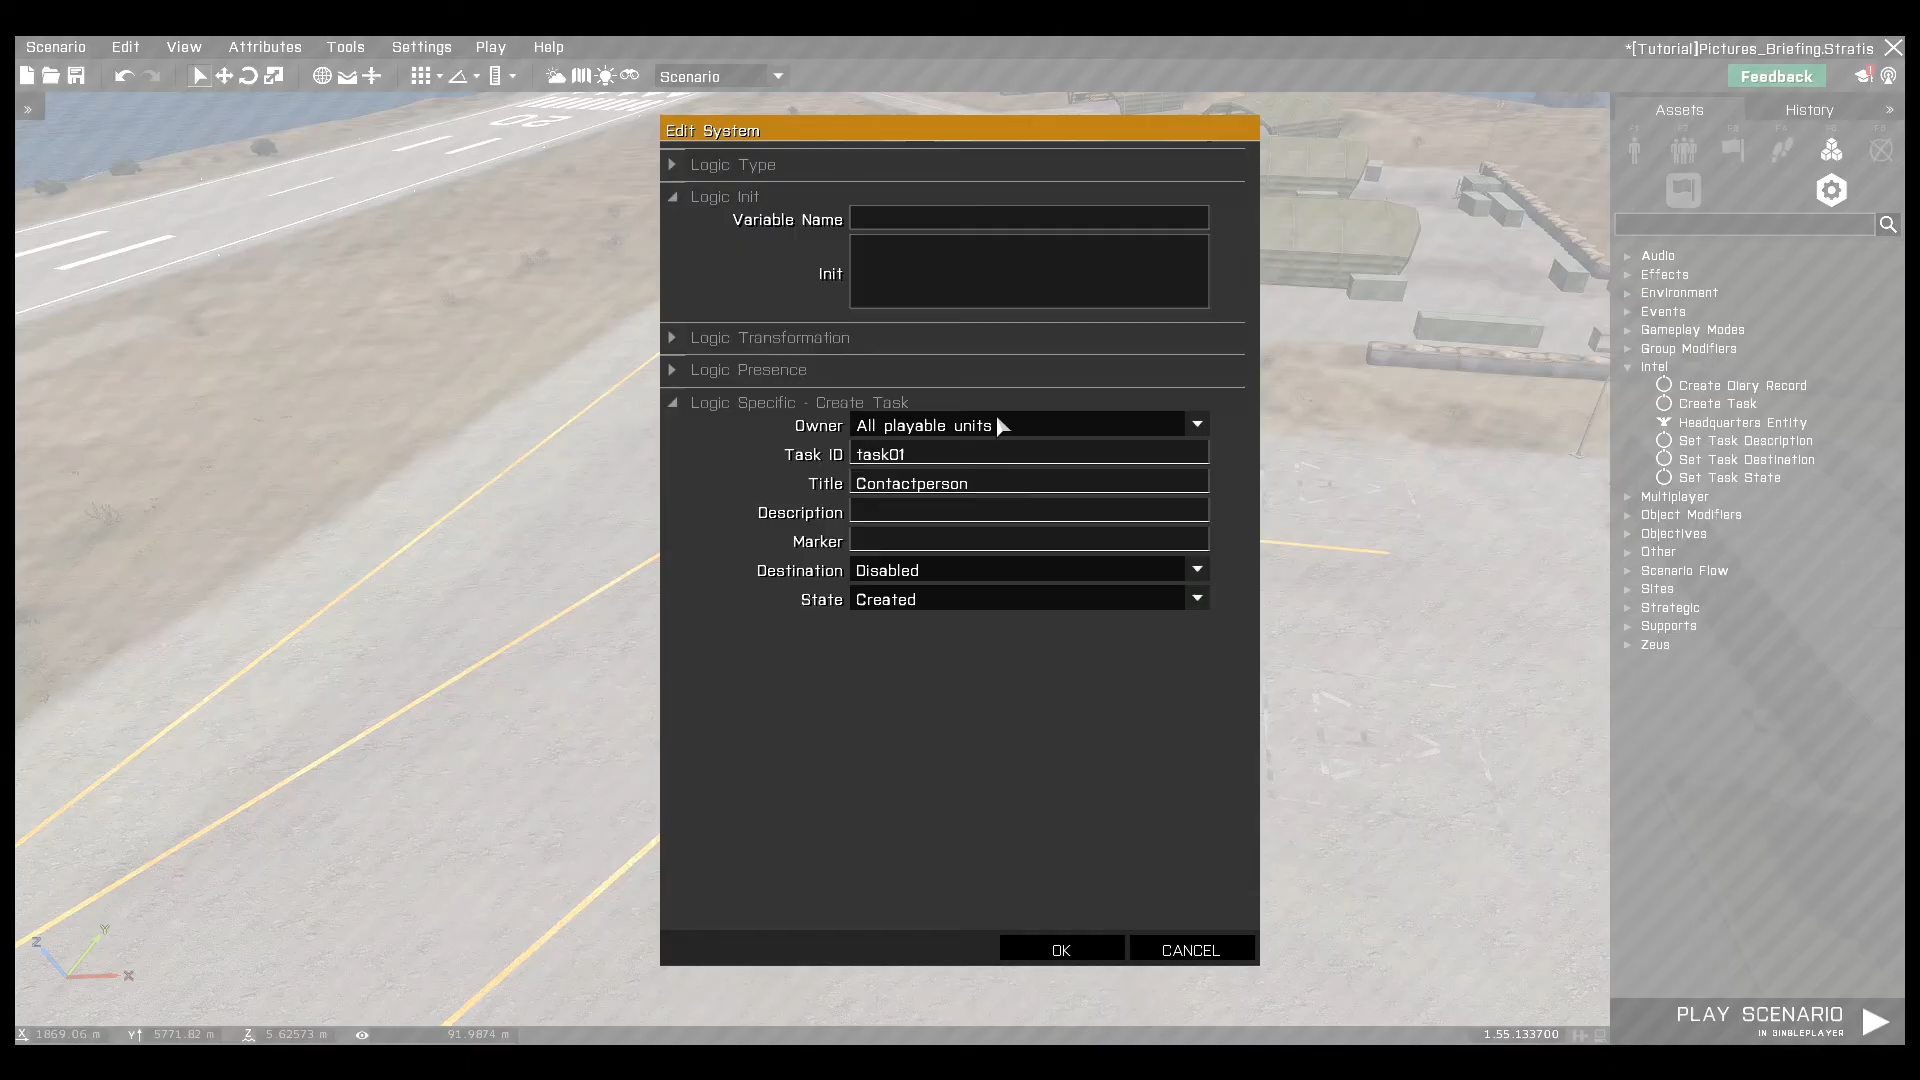 Scenario Edit View Attributes Tools Settings Play Help
*[Tutorial]Pictures_Briefing.Stratis
Scenario
Feedback
Assets History
Edit System
Logic Type
Logic Init
Variable Name
Init
Logic Transformation
Logic Presence
Logic Specific - Create Task
Owner All playable units
Task ID task01
Title Contactperson
Description
Marker
Destination Disabled
State Created
OK CANCEL
Audio
Effects
Environment
Events
Gameplay Modes
Group Modifiers
Intel
Create Diary Record
Create Task
Headquarters Entity
Set Task Description
Set Task Destination
Set Task State
Multiplayer
Object Modifiers
Objectives
Other
Scenario Flow
Sites
Strategic
Supports
Zeus
PLAY SCENARIO
IN SINGLEPLAYER
Z Y X
X 1869.06 m Y 5771.82 m Z 5.62573 m 91.9874 m
1.55.133700